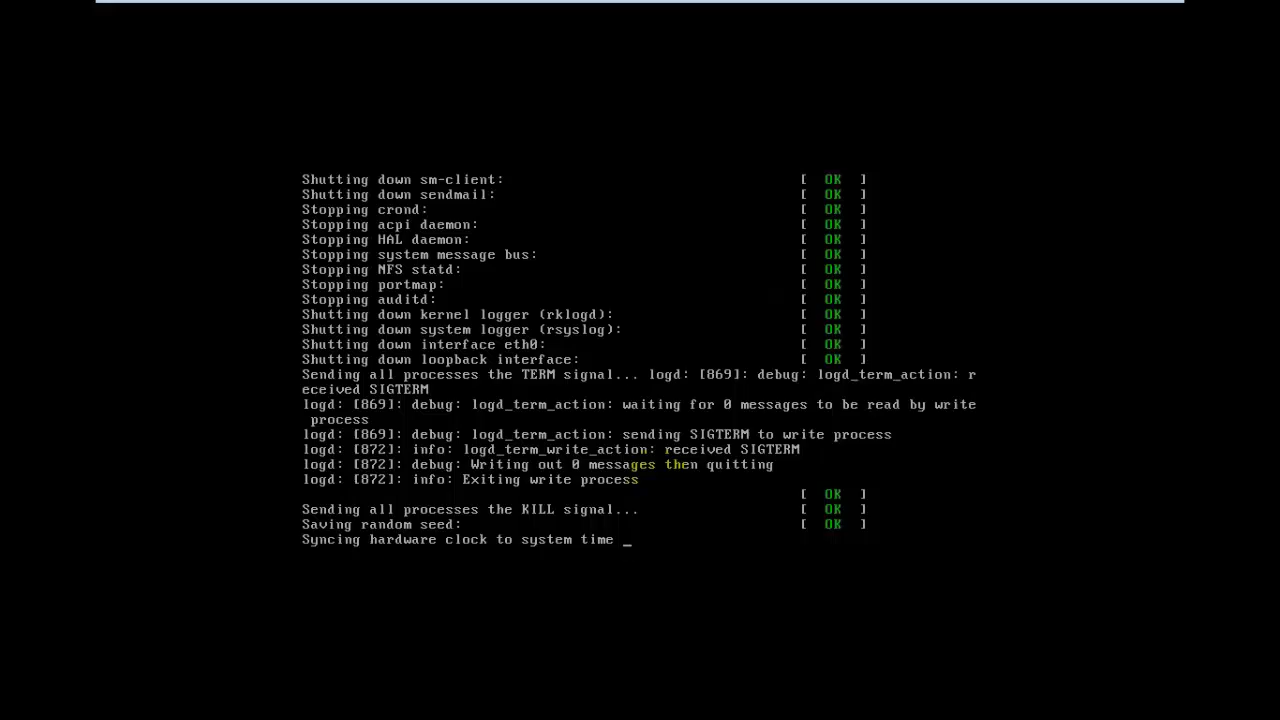 Shutting down sm-client: [ OK ]
Shutting down sendmail: [ OK ]
Stopping crond: [ OK ]
Stopping acpi daemon: [ OK ]
Stopping HAL daemon: [ OK ]
Stopping system message bus: [ OK ]
Stopping NFS statd: [ OK ]
Stopping portmap: [ OK ]
Stopping auditd: [ OK ]
Shutting down kernel logger (rklogd): [ OK ]
Shutting down system logger (rsyslog): [ OK ]
Shutting down interface eth0: [ OK ]
Shutting down loopback interface: [ OK ]
Sending all processes the TERM signal... logd: [869]: debug: logd_term_action: r
eceived SIGTERM
logd: [869]: debug: logd_term_action: waiting for 0 messages to be read by write
process
logd: [869]: debug: logd_term_action: sending SIGTERM to write process
logd: [872]: info: logd_term_write_action: received SIGTERM
logd: [872]: debug: Writing out 0 messages then quitting
logd: [872]: info: Exiting write process
[ OK ]
Sending all processes the KILL signal... [ OK ]
Saving random seed: [ OK ]
Syncing hardware clock to system time _